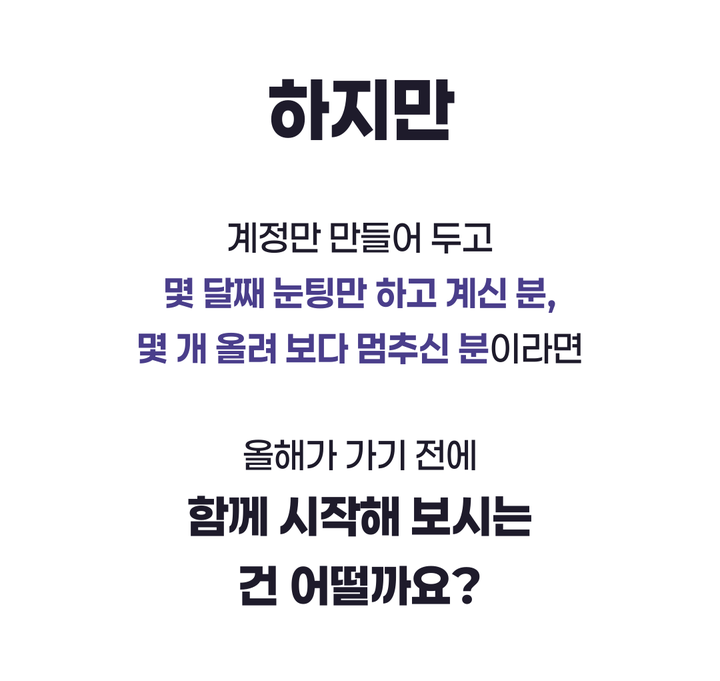 하지만
계정만 만들어 두고
몇 달째 눈팅만 하고 계신 분,
몇 개 올려 보다 멈추신 분이라면
올해가 가기 전에
함께 시작해 보시는
건 어떨까요?